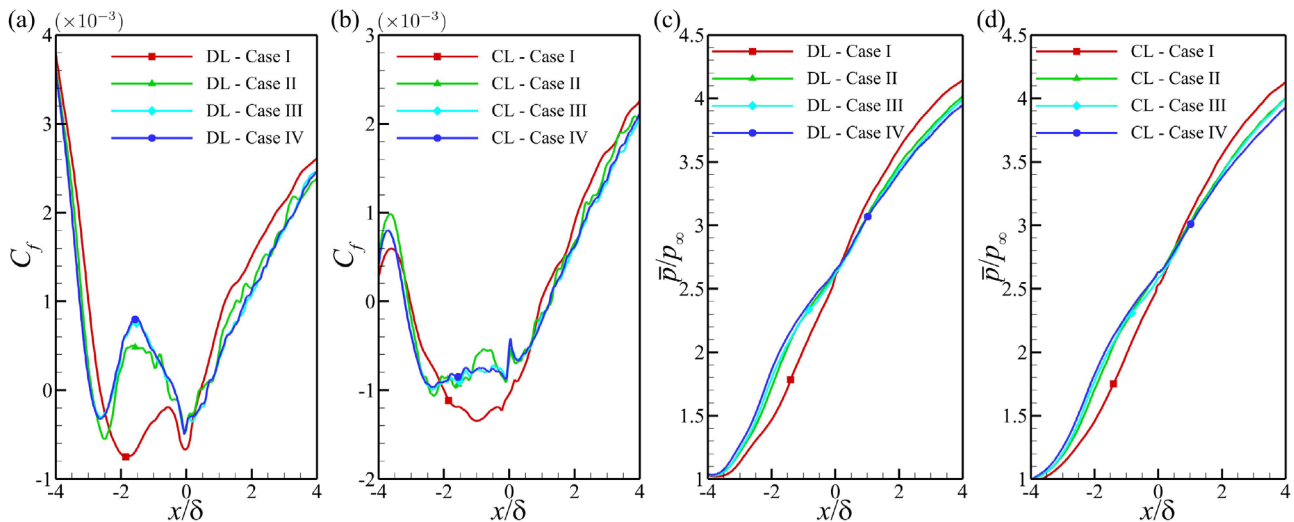 (a)
(×10⁻³)
4
3
2
1
0
-1
C_f
-4
-2
0
2
4
x/δ
DL - Case I
DL - Case II
DL - Case III
DL - Case IV
(b)
(×10⁻³)
3
2
1
0
-1
-2
C_f
-4
-2
0
2
4
x/δ
CL - Case I
CL - Case II
CL - Case III
CL - Case IV
(c)
4.5
4
3.5
3
2.5
2
1.5
1
p̅/p_∞
-4
-2
0
2
4
x/δ
DL - Case I
DL - Case II
DL - Case III
DL - Case IV
(d)
4.5
4
3.5
3
2.5
2
1.5
1
p̅/p_∞
-4
-2
0
2
4
x/δ
CL - Case I
CL - Case II
CL - Case III
CL - Case IV